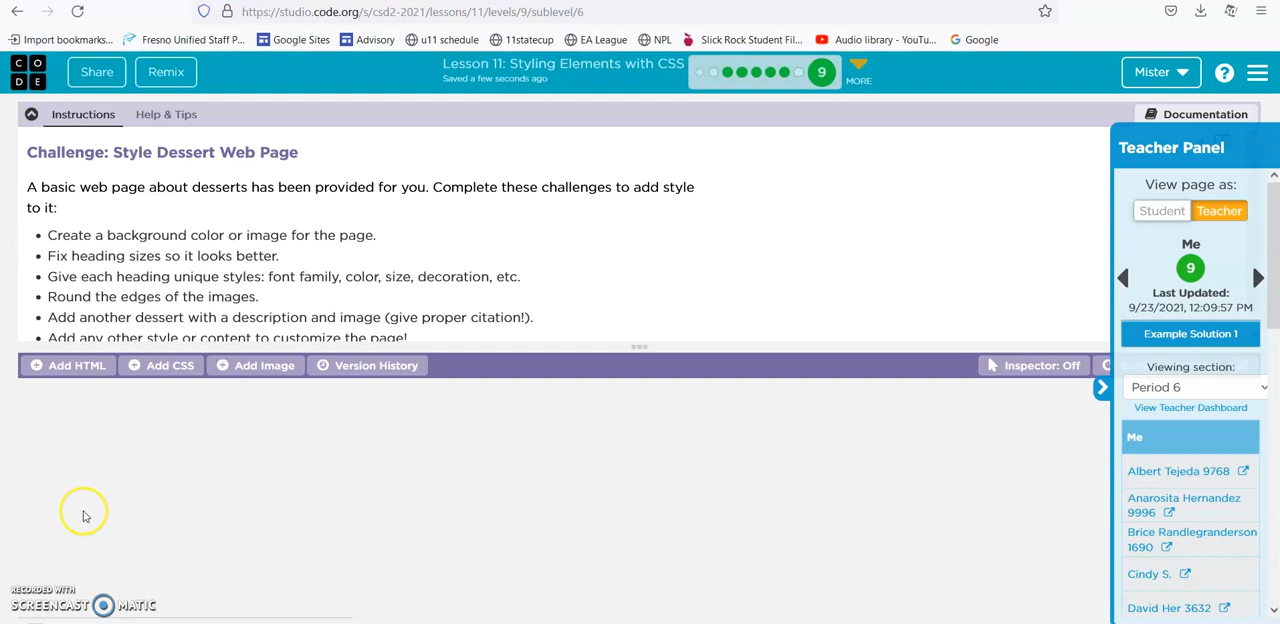 https://studio.code.org/s/csd2-2021/lessons/11/levels/9/sublevel/6
Import bookmarks... Fresno Unified Staff P... Google Sites Advisory u11 schedule 11statecup EA League NPL Slick Rock Student Fil... Audio library - YouTu... Google
CODE Share Remix Lesson 11: Styling Elements with CSS 9 MORE Mister ?
Saved a few seconds ago
Instructions Help & Tips Documentation
Challenge: Style Dessert Web Page
A basic web page about desserts has been provided for you. Complete these challenges to add style
to it:
• Create a background color or image for the page.
• Fix heading sizes so it looks better.
• Give each heading unique styles: font family, color, size, decoration, etc.
• Round the edges of the images.
• Add another dessert with a description and image (give proper citation!).
• Add any other style or content to customize the page!
Add HTML Add CSS Add Image Version History Inspector: Off
Teacher Panel
View page as:
Student Teacher
Me
9
Last Updated:
9/23/2021, 12:09:57 PM
Example Solution 1
Viewing section:
Period 6
View Teacher Dashboard
Me
Albert Tejeda 9768
Anarosita Hernandez
9996
Brice Randlegranderson
1690
Cindy S.
David Her 3632
RECORDED WITH
SCREENCAST MATIC